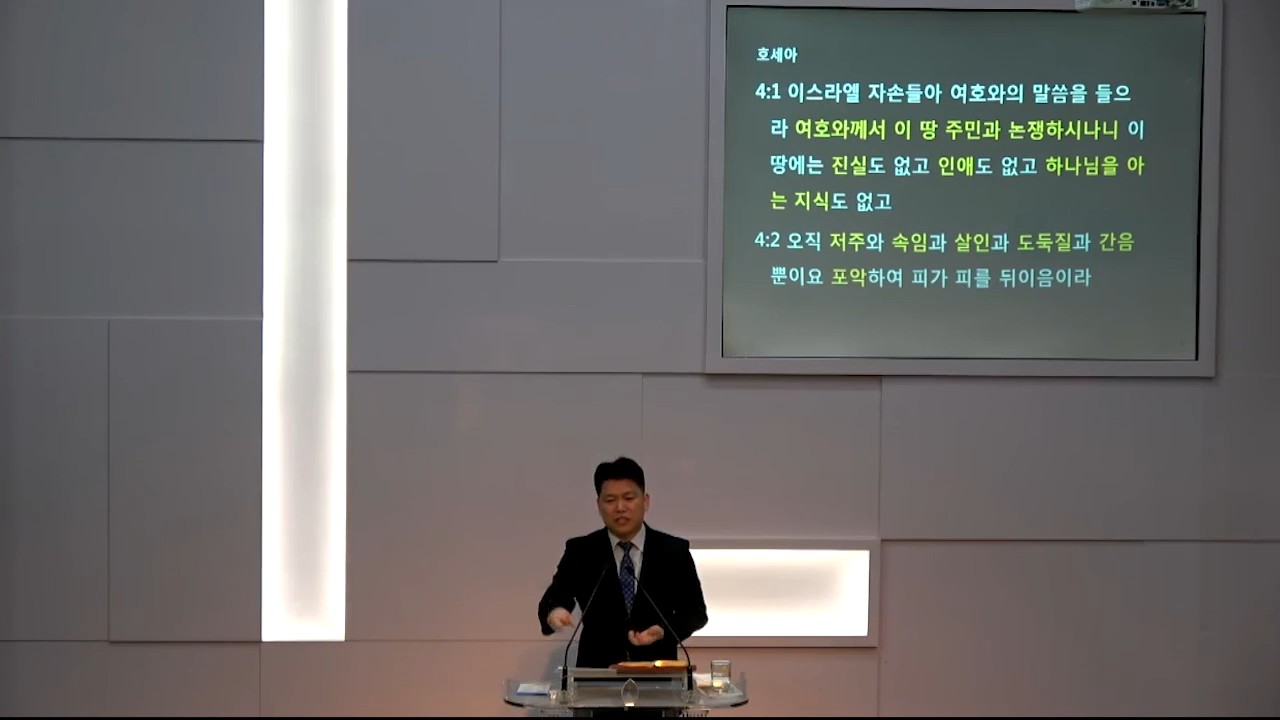 호세아
4:1 이스라엘 자손들아 여호와의 말씀을 들으
라 여호와께서 이 땅 주민과 논쟁하시나니 이
땅에는 진실도 없고 인애도 없고 하나님을 아
는 지식도 없고
4:2 오직 저주와 속임과 살인과 도둑질과 간음
뿐이요 포악하여 피가 피를 뒤이음이라